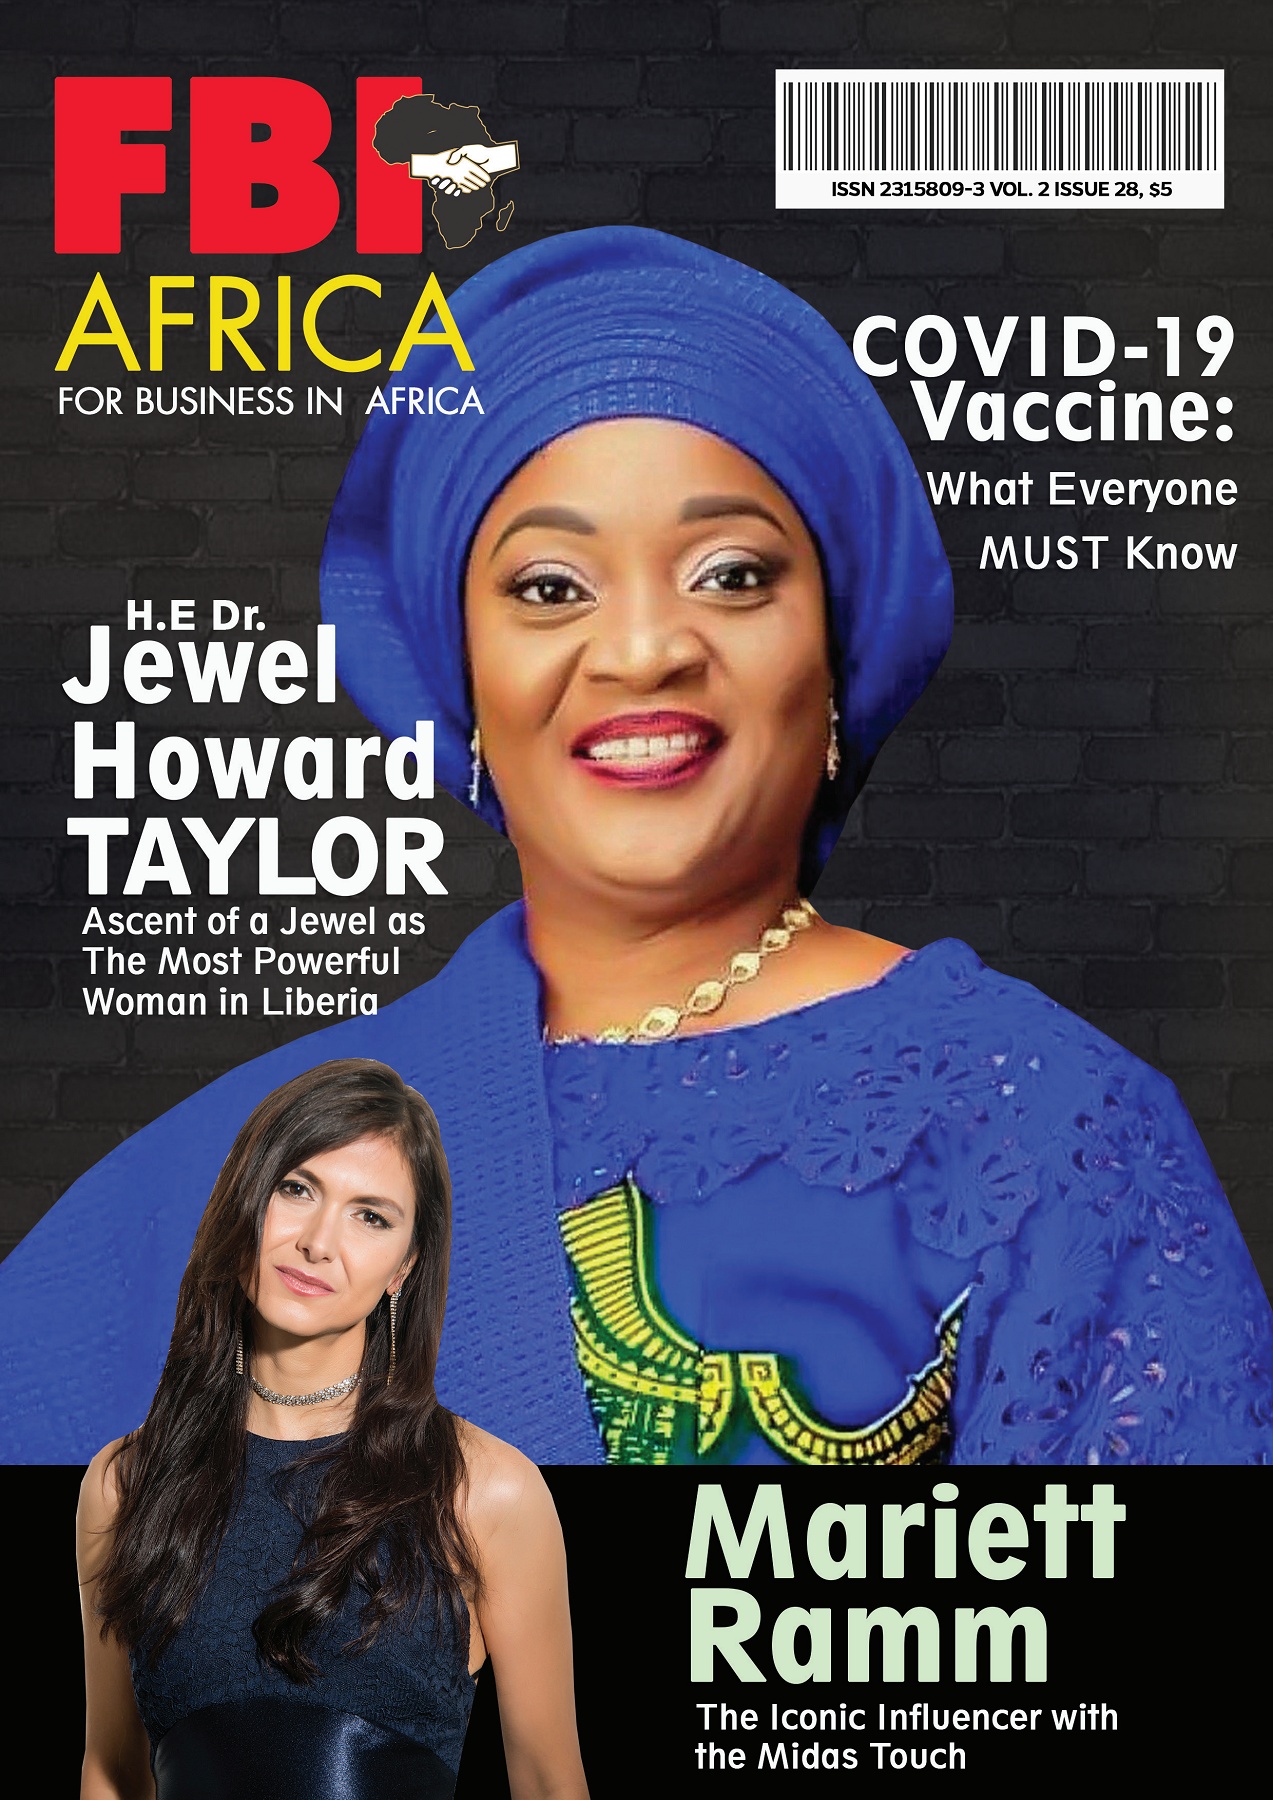 FBI
AFRICA
FOR BUSINESS IN AFRICA
ISSN 2315809-3 VOL. 2 ISSUE 28, $5
COVID-19
Vaccine:
What Everyone
MUST Know
H.E Dr.
Jewel
Howard
TAYLOR
Ascent of a Jewel as
The Most Powerful
Woman in Liberia
Mariett
Ramm
The Iconic Influencer with
the Midas Touch